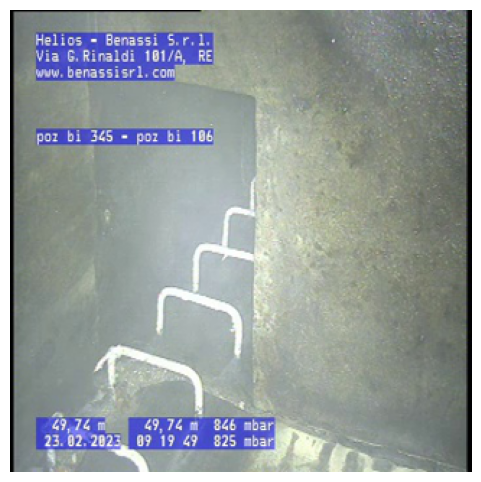 Helios - Benassi S.r.l.
Via G.Rinaldi 101/A, RE
www.benassisrl.com
poz bi 345 - poz bi 106
49,74 m 49,74 m 846 mbar
23.02.2023 09 19 49 825 mbar